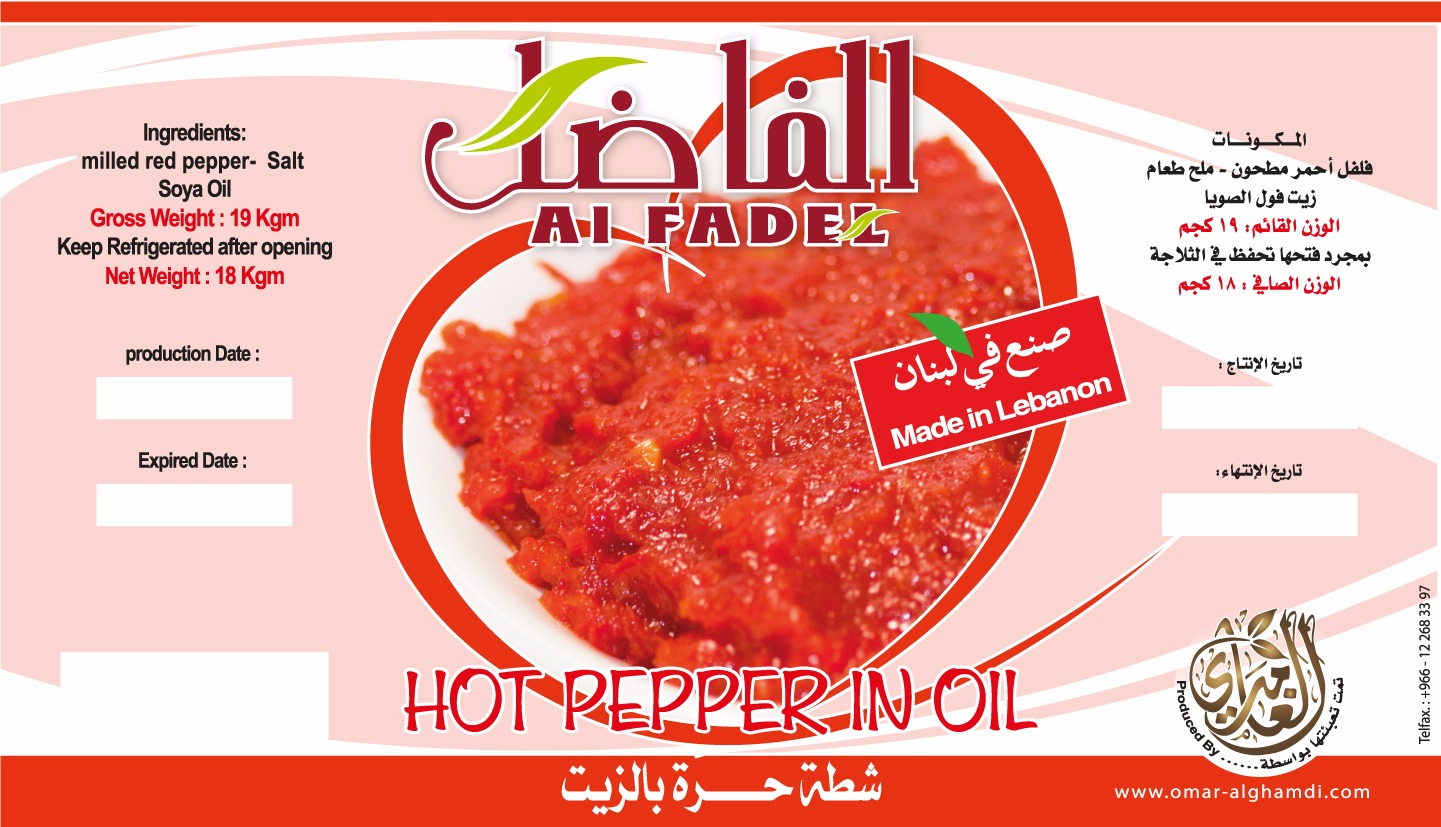 الفاضل
Al FADEL
Ingredients:
milled red pepper- Salt
Soya Oil
Gross Weight : 19 Kgm
Keep Refrigerated after opening
Net Weight : 18 Kgm
production Date :
Expired Date :
صنع في لبنان
Made in Lebanon
المكونات
فلفل أحمر مطحون - ملح طعام
زيت فول الصويا
الوزن القائم: ١٩ كجم
بمجرد فتحها تحفظ في الثلاجة
الوزن الصافي : ١٨ كجم
تاريخ الإنتاج :
تاريخ الإنتهاء:
HOT PEPPER IN OIL
شطة حرّة بالزيت
الغامدي
Produced By ......
تمت تعبئتها بواسطة
Telfax. : +966 - 12 268 33 97
www.omar-alghamdi.com